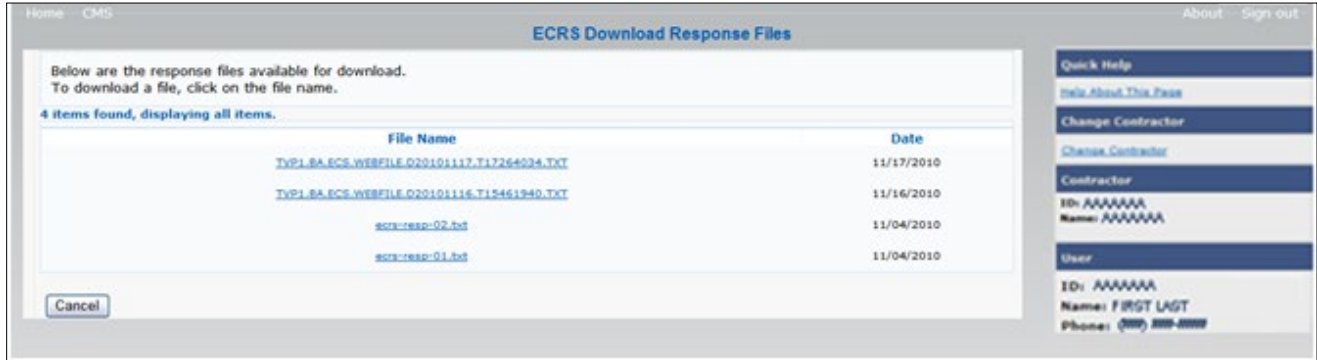 Home CMS About Sign out
ECRS Download Response Files
Below are the response files available for download.
To download a file, click on the file name.
4 items found, displaying all items.
File Name Date
TVP1.BA.ECS.WEBFILE.D20101117.T17264034.TXT 11/17/2010
TVP1.BA.ECS.WEBFILE.D20101116.T15461940.TXT 11/16/2010
ecrs-resp-02.txt 11/04/2010
ecrs-resp-01.txt 11/04/2010
Cancel
Quick Help
Help About This Page
Change Contractor
Change Contractor
Contractor
ID: AAAAAAA
Name: AAAAAAA
User
ID: AAAAAAA
Name: FIRST LAST
Phone: (###) ###-####